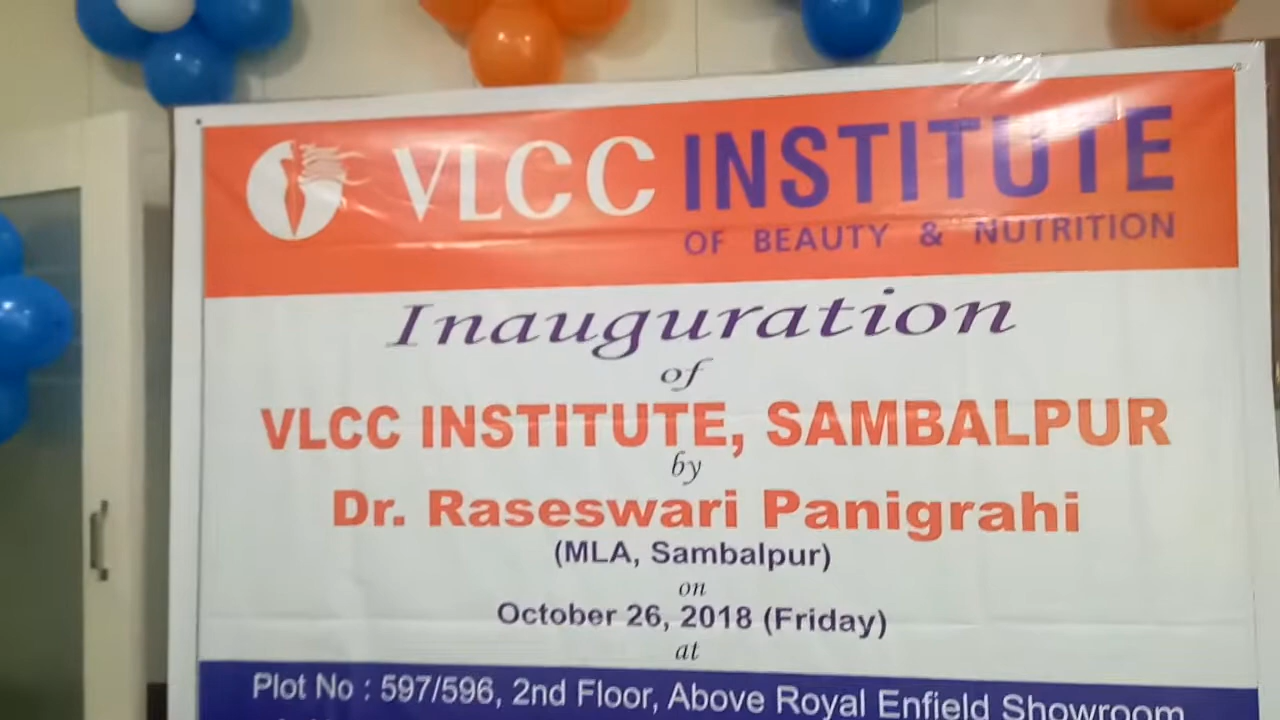 VLCC INSTITUTE
OF BEAUTY & NUTRITION
Inauguration
of
VLCC INSTITUTE, SAMBALPUR
by
Dr. Raseswari Panigrahi
(MLA, Sambalpur)
on
October 26, 2018 (Friday)
at
Plot No : 597/596, 2nd Floor, Above Royal Enfield Showroom